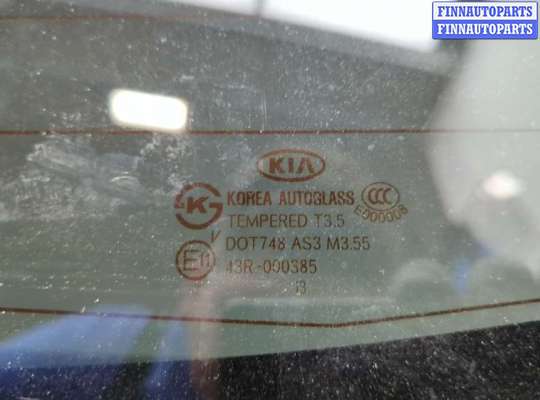 FINNAUTOPARTS
FINNAUTOPARTS
KIA
K KOREA AUTOGLASS CCC
E000008
TEMPERED T3.5
V DOT748 AS3 M3.55
E11 43R-000385